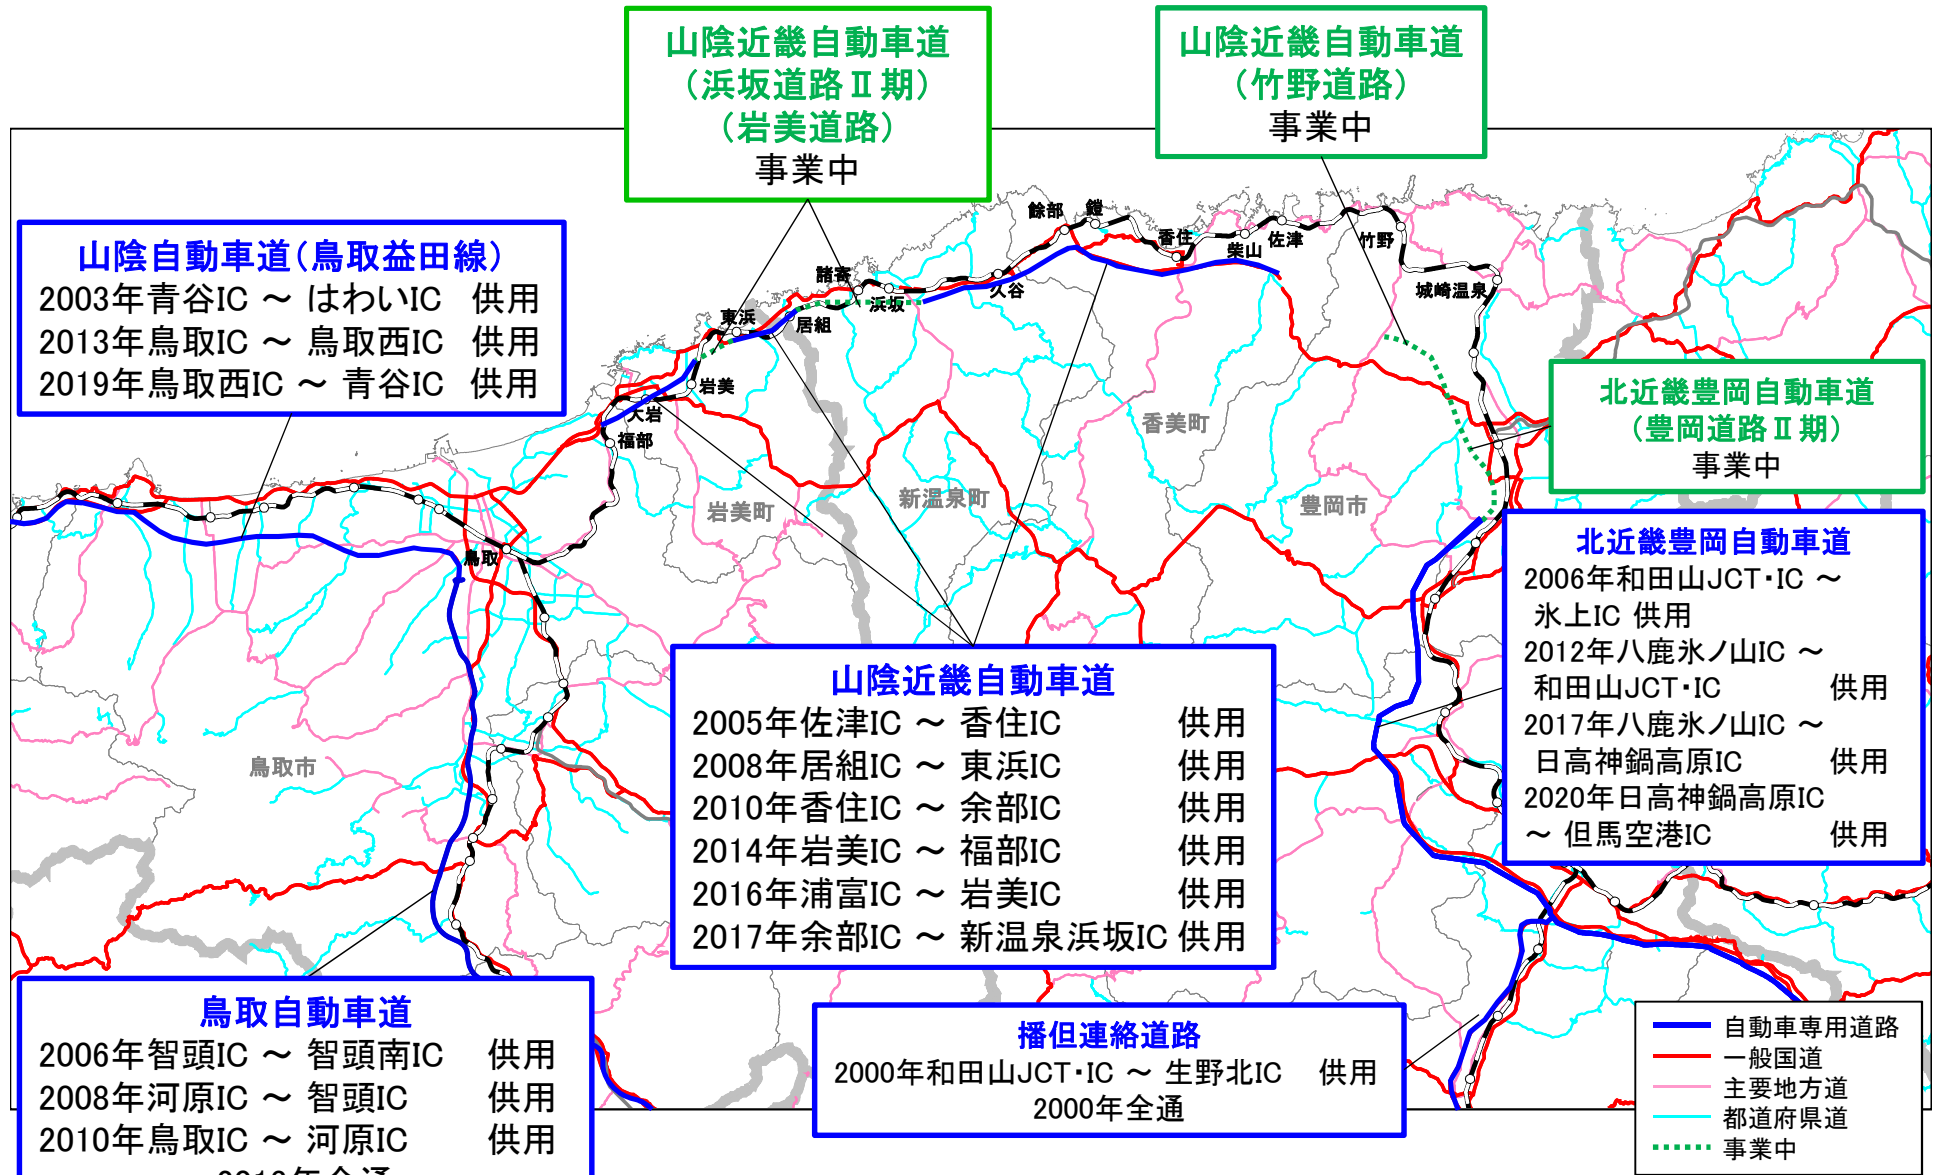 山陰近畿自動車道
(浜坂道路Ⅱ期)
(岩美道路)
事業中
山陰近畿自動車道
(竹野道路)
事業中
山陰自動車道(鳥取益田線)
2003年青谷IC ～ はわいIC 供用
2013年鳥取IC ～ 鳥取西IC 供用
2019年鳥取西IC ～ 青谷IC 供用
餘部
鎧
香住
柴山
佐津
竹野
城崎温泉
諸寄
浜坂
久谷
東浜
居組
岩美
大岩
福部
鳥取
香美町
新温泉町
岩美町
豊岡市
鳥取市
北近畿豊岡自動車道
(豊岡道路Ⅱ期)
事業中
北近畿豊岡自動車道
2006年和田山JCT・IC ～
氷上IC 供用
2012年八鹿氷ノ山IC ～
和田山JCT・IC 供用
2017年八鹿氷ノ山IC ～
日高神鍋高原IC 供用
2020年日高神鍋高原IC
～ 但馬空港IC 供用
山陰近畿自動車道
2005年佐津IC ～ 香住IC 供用
2008年居組IC ～ 東浜IC 供用
2010年香住IC ～ 余部IC 供用
2014年岩美IC ～ 福部IC 供用
2016年浦富IC ～ 岩美IC 供用
2017年余部IC ～ 新温泉浜坂IC 供用
鳥取自動車道
2006年智頭IC ～ 智頭南IC 供用
2008年河原IC ～ 智頭IC 供用
2010年鳥取IC ～ 河原IC 供用
播但連絡道路
2000年和田山JCT・IC ～ 生野北IC 供用
2000年全通
自動車専用道路
一般国道
主要地方道
都道府県道
事業中